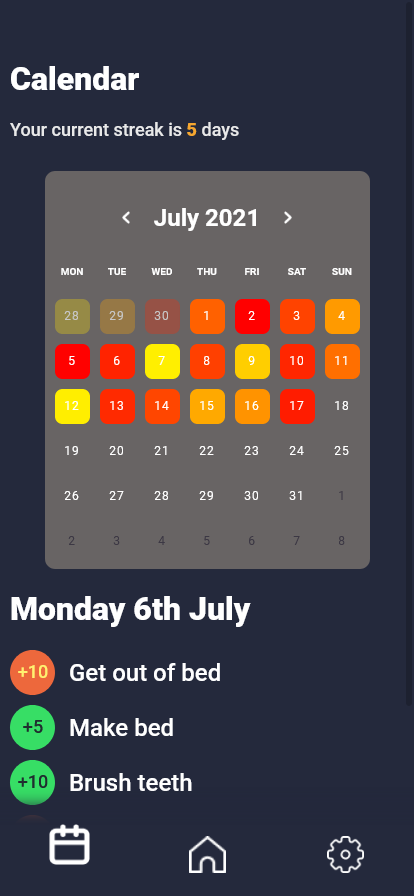 Calendar
Your current streak is 5 days
July 2021
MON TUE WED THU FRI SAT SUN
28 29 30 1 2 3 4
5 6 7 8 9 10 11
12 13 14 15 16 17 18
19 20 21 22 23 24 25
26 27 28 29 30 31 1
2 3 4 5 6 7 8
Monday 6th July
+10 Get out of bed
+5 Make bed
+10 Brush teeth